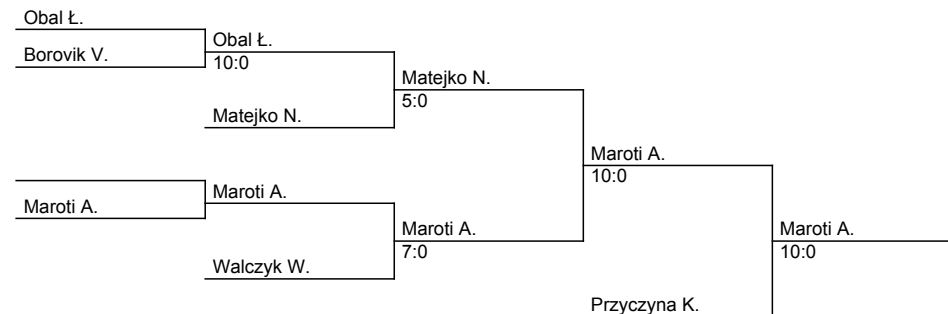 Obal Ł.
Borovik V.
Obal Ł.
10:0
Matejko N.
Matejko N.
5:0
Maroti A.
Maroti A.
Walczyk W.
Maroti A.
7:0
Maroti A.
10:0
Przyczyna K.
Maroti A.
10:0